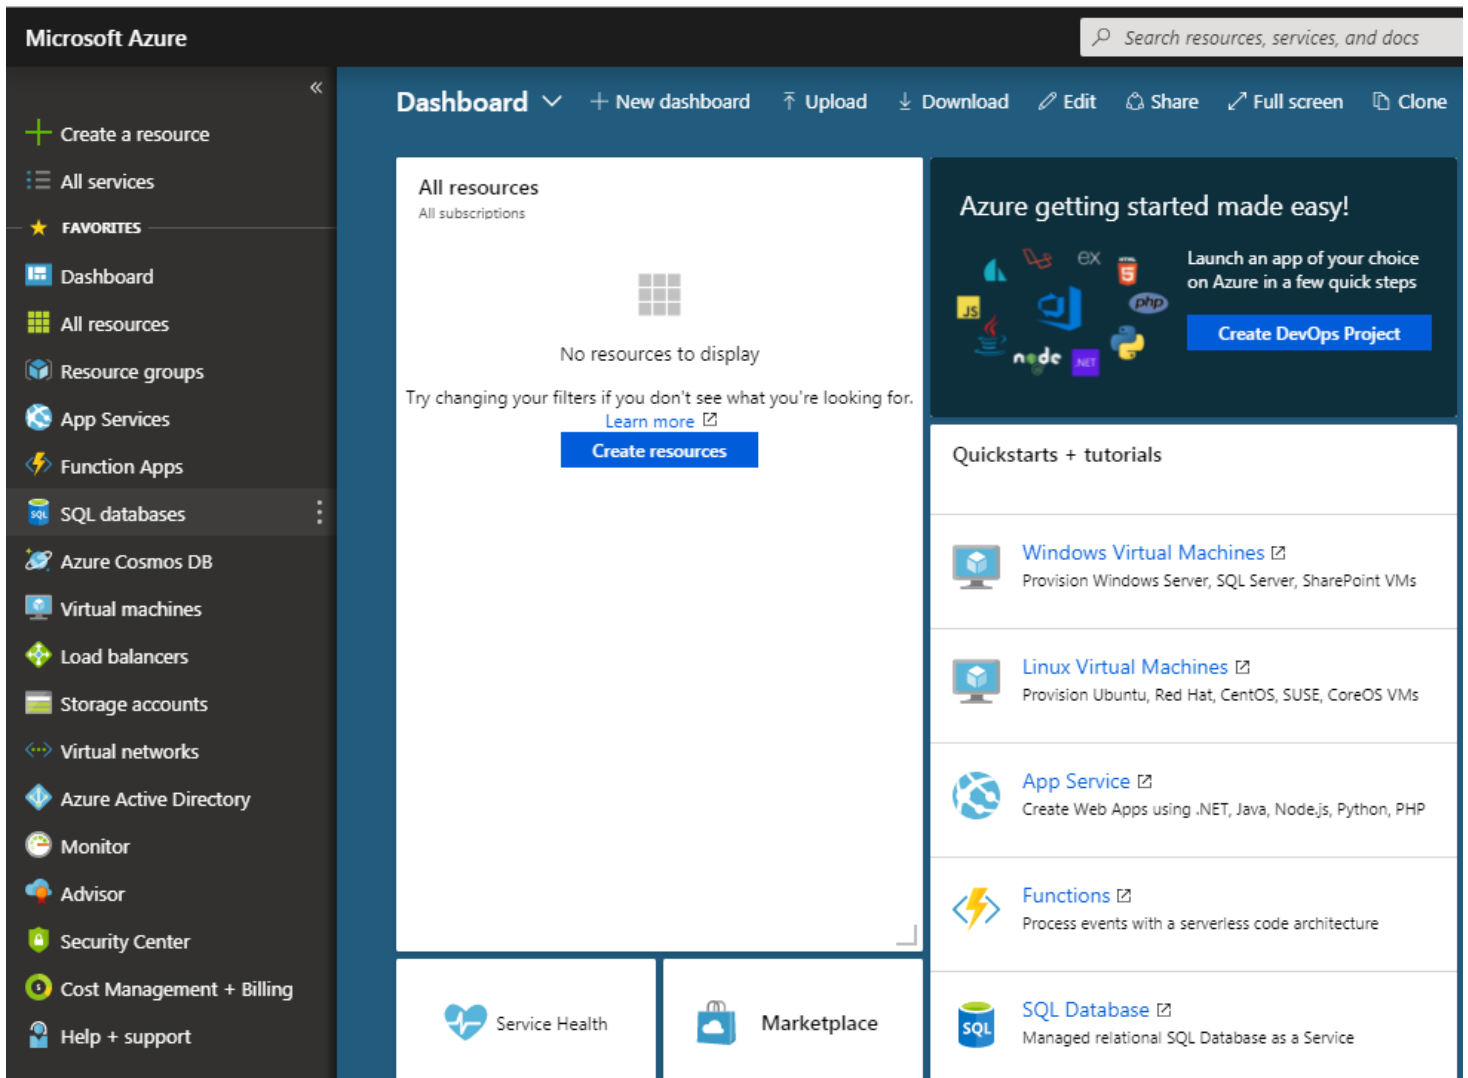 Microsoft Azure
Search resources, services, and docs
«
Create a resource
All services
FAVORITES
Dashboard
All resources
Resource groups
App Services
Function Apps
SQL databases
Azure Cosmos DB
Virtual machines
Load balancers
Storage accounts
Virtual networks
Azure Active Directory
Monitor
Advisor
Security Center
Cost Management + Billing
Help + support
Dashboard
New dashboard
Upload
Download
Edit
Share
Full screen
Clone
All resources
All subscriptions
No resources to display
Try changing your filters if you don't see what you're looking for.
Learn more
Create resources
Service Health
Marketplace
Azure getting started made easy!
ex
HTML
5
JS
php
node
.NET
Launch an app of your choice
on Azure in a few quick steps
Create DevOps Project
Quickstarts + tutorials
Windows Virtual Machines
Provision Windows Server, SQL Server, SharePoint VMs
Linux Virtual Machines
Provision Ubuntu, Red Hat, CentOS, SUSE, CoreOS VMs
App Service
Create Web Apps using .NET, Java, Node.js, Python, PHP
Functions
Process events with a serverless code architecture
SQL
SQL Database
Managed relational SQL Database as a Service